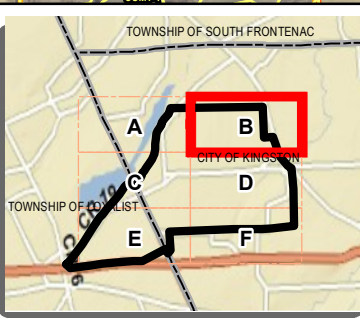 TOWNSHIP OF SOUTH FRONTENAC
A
B
CITY OF KINGSTON
C
D
TOWNSHIP OF LOYALIST
E
F